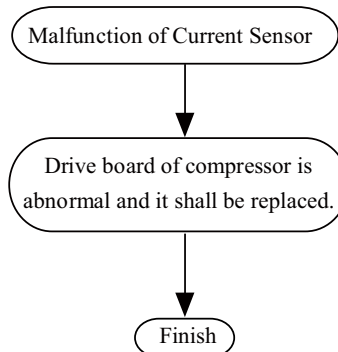 Malfunction of Current Sensor
Drive board of compressor is
abnormal and it shall be replaced.
Finish